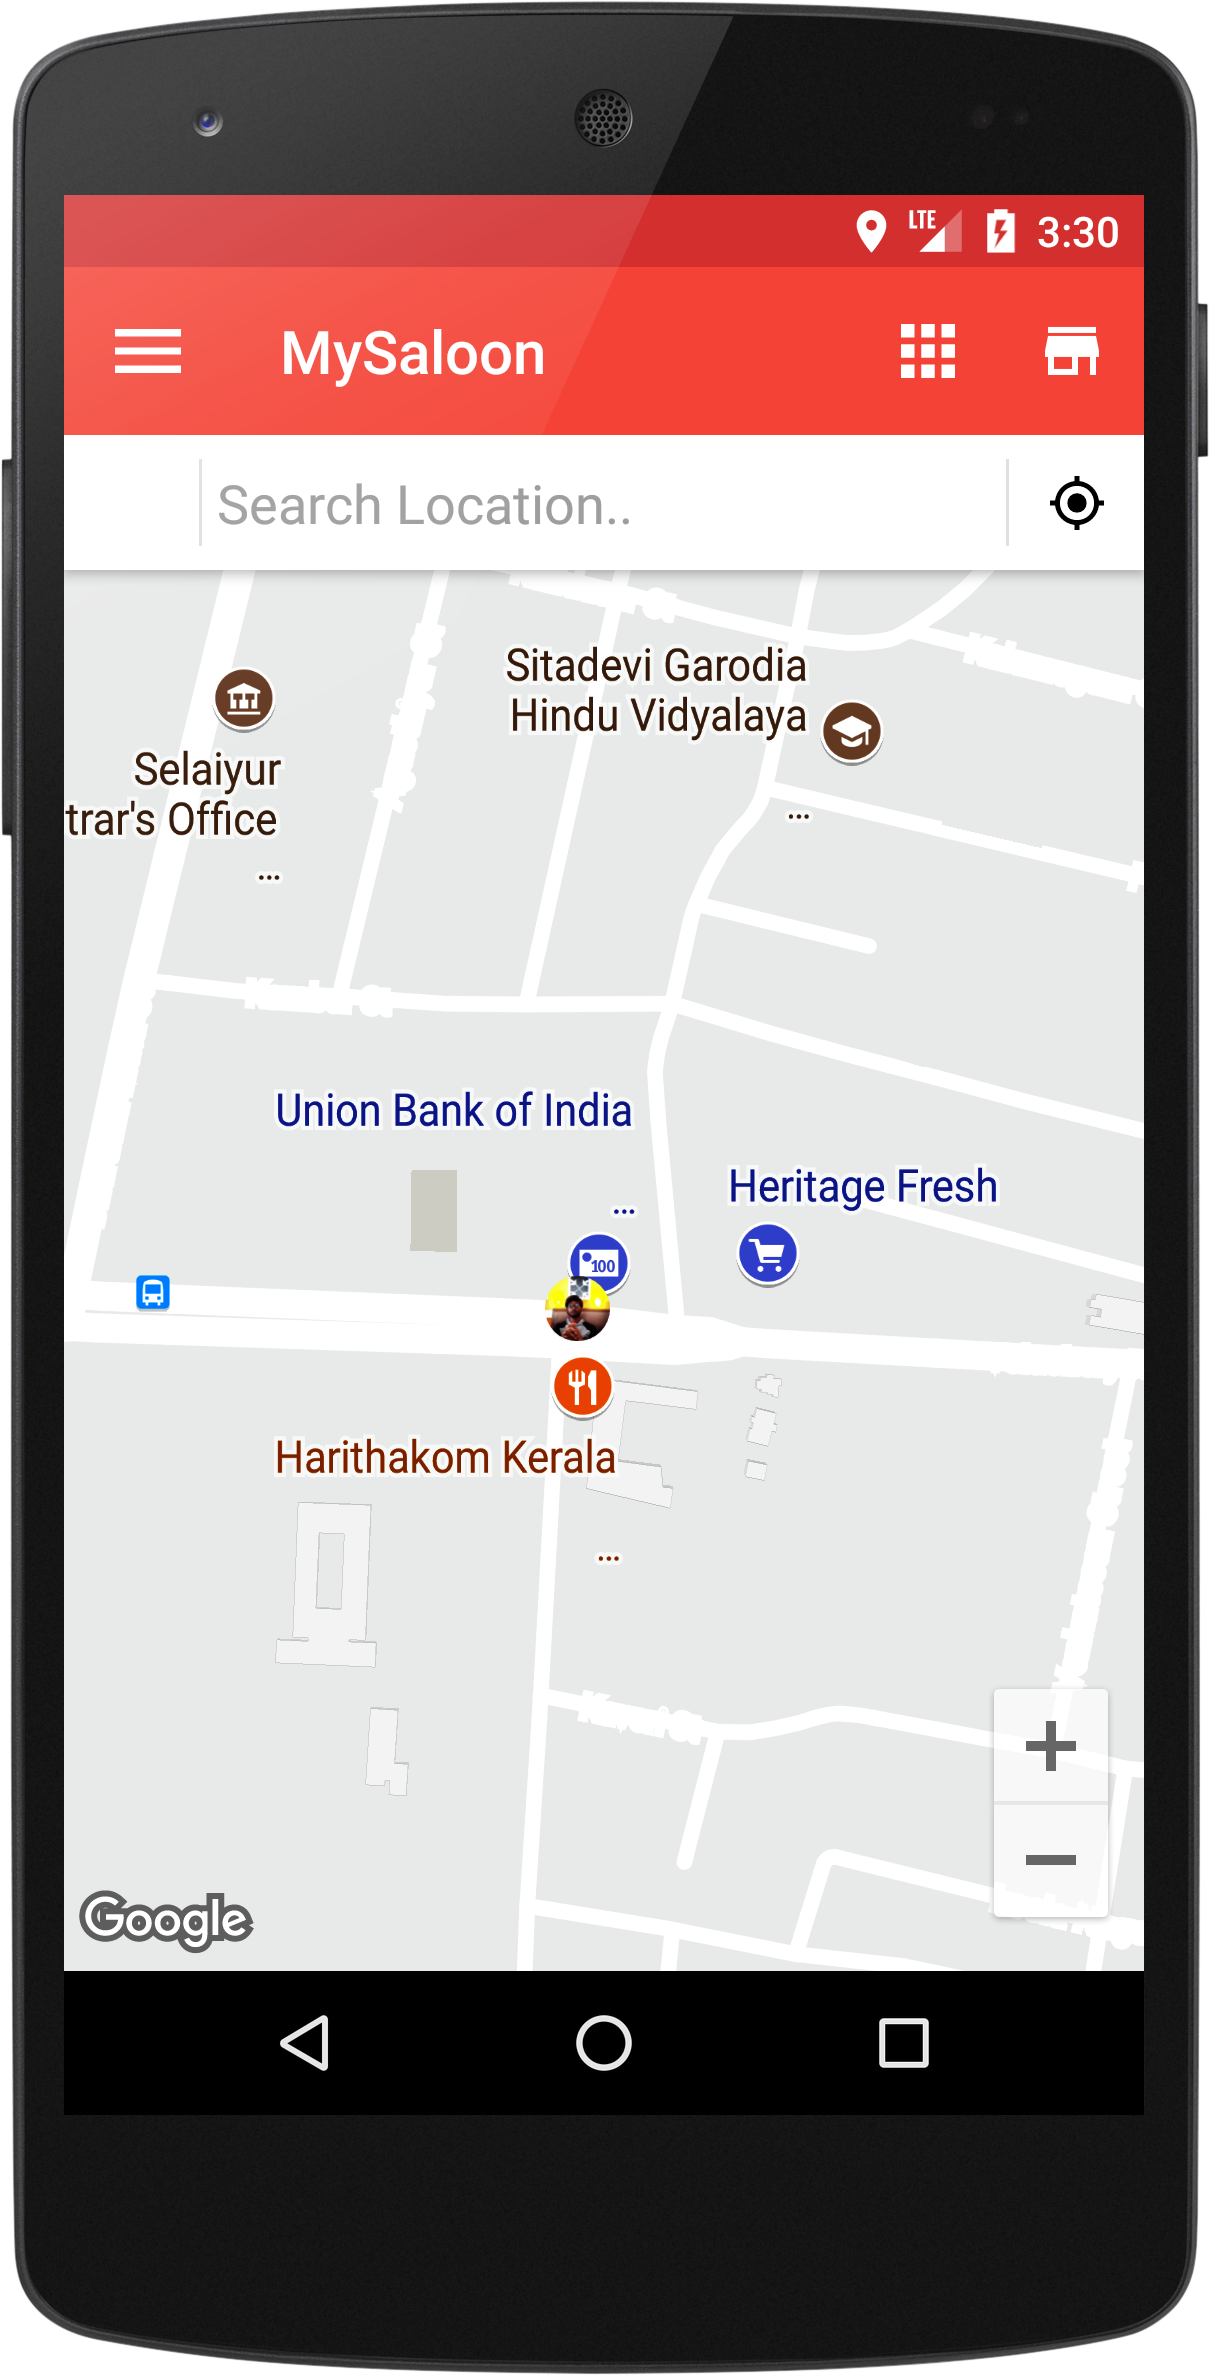 LTE 3:30
MySaloon
Search Location..
Sitadevi Garodia
Hindu Vidyalaya
...
Selaiyur
trar's Office
...
Union Bank of India
...
Heritage Fresh
100
Harithakom Kerala
...
Google